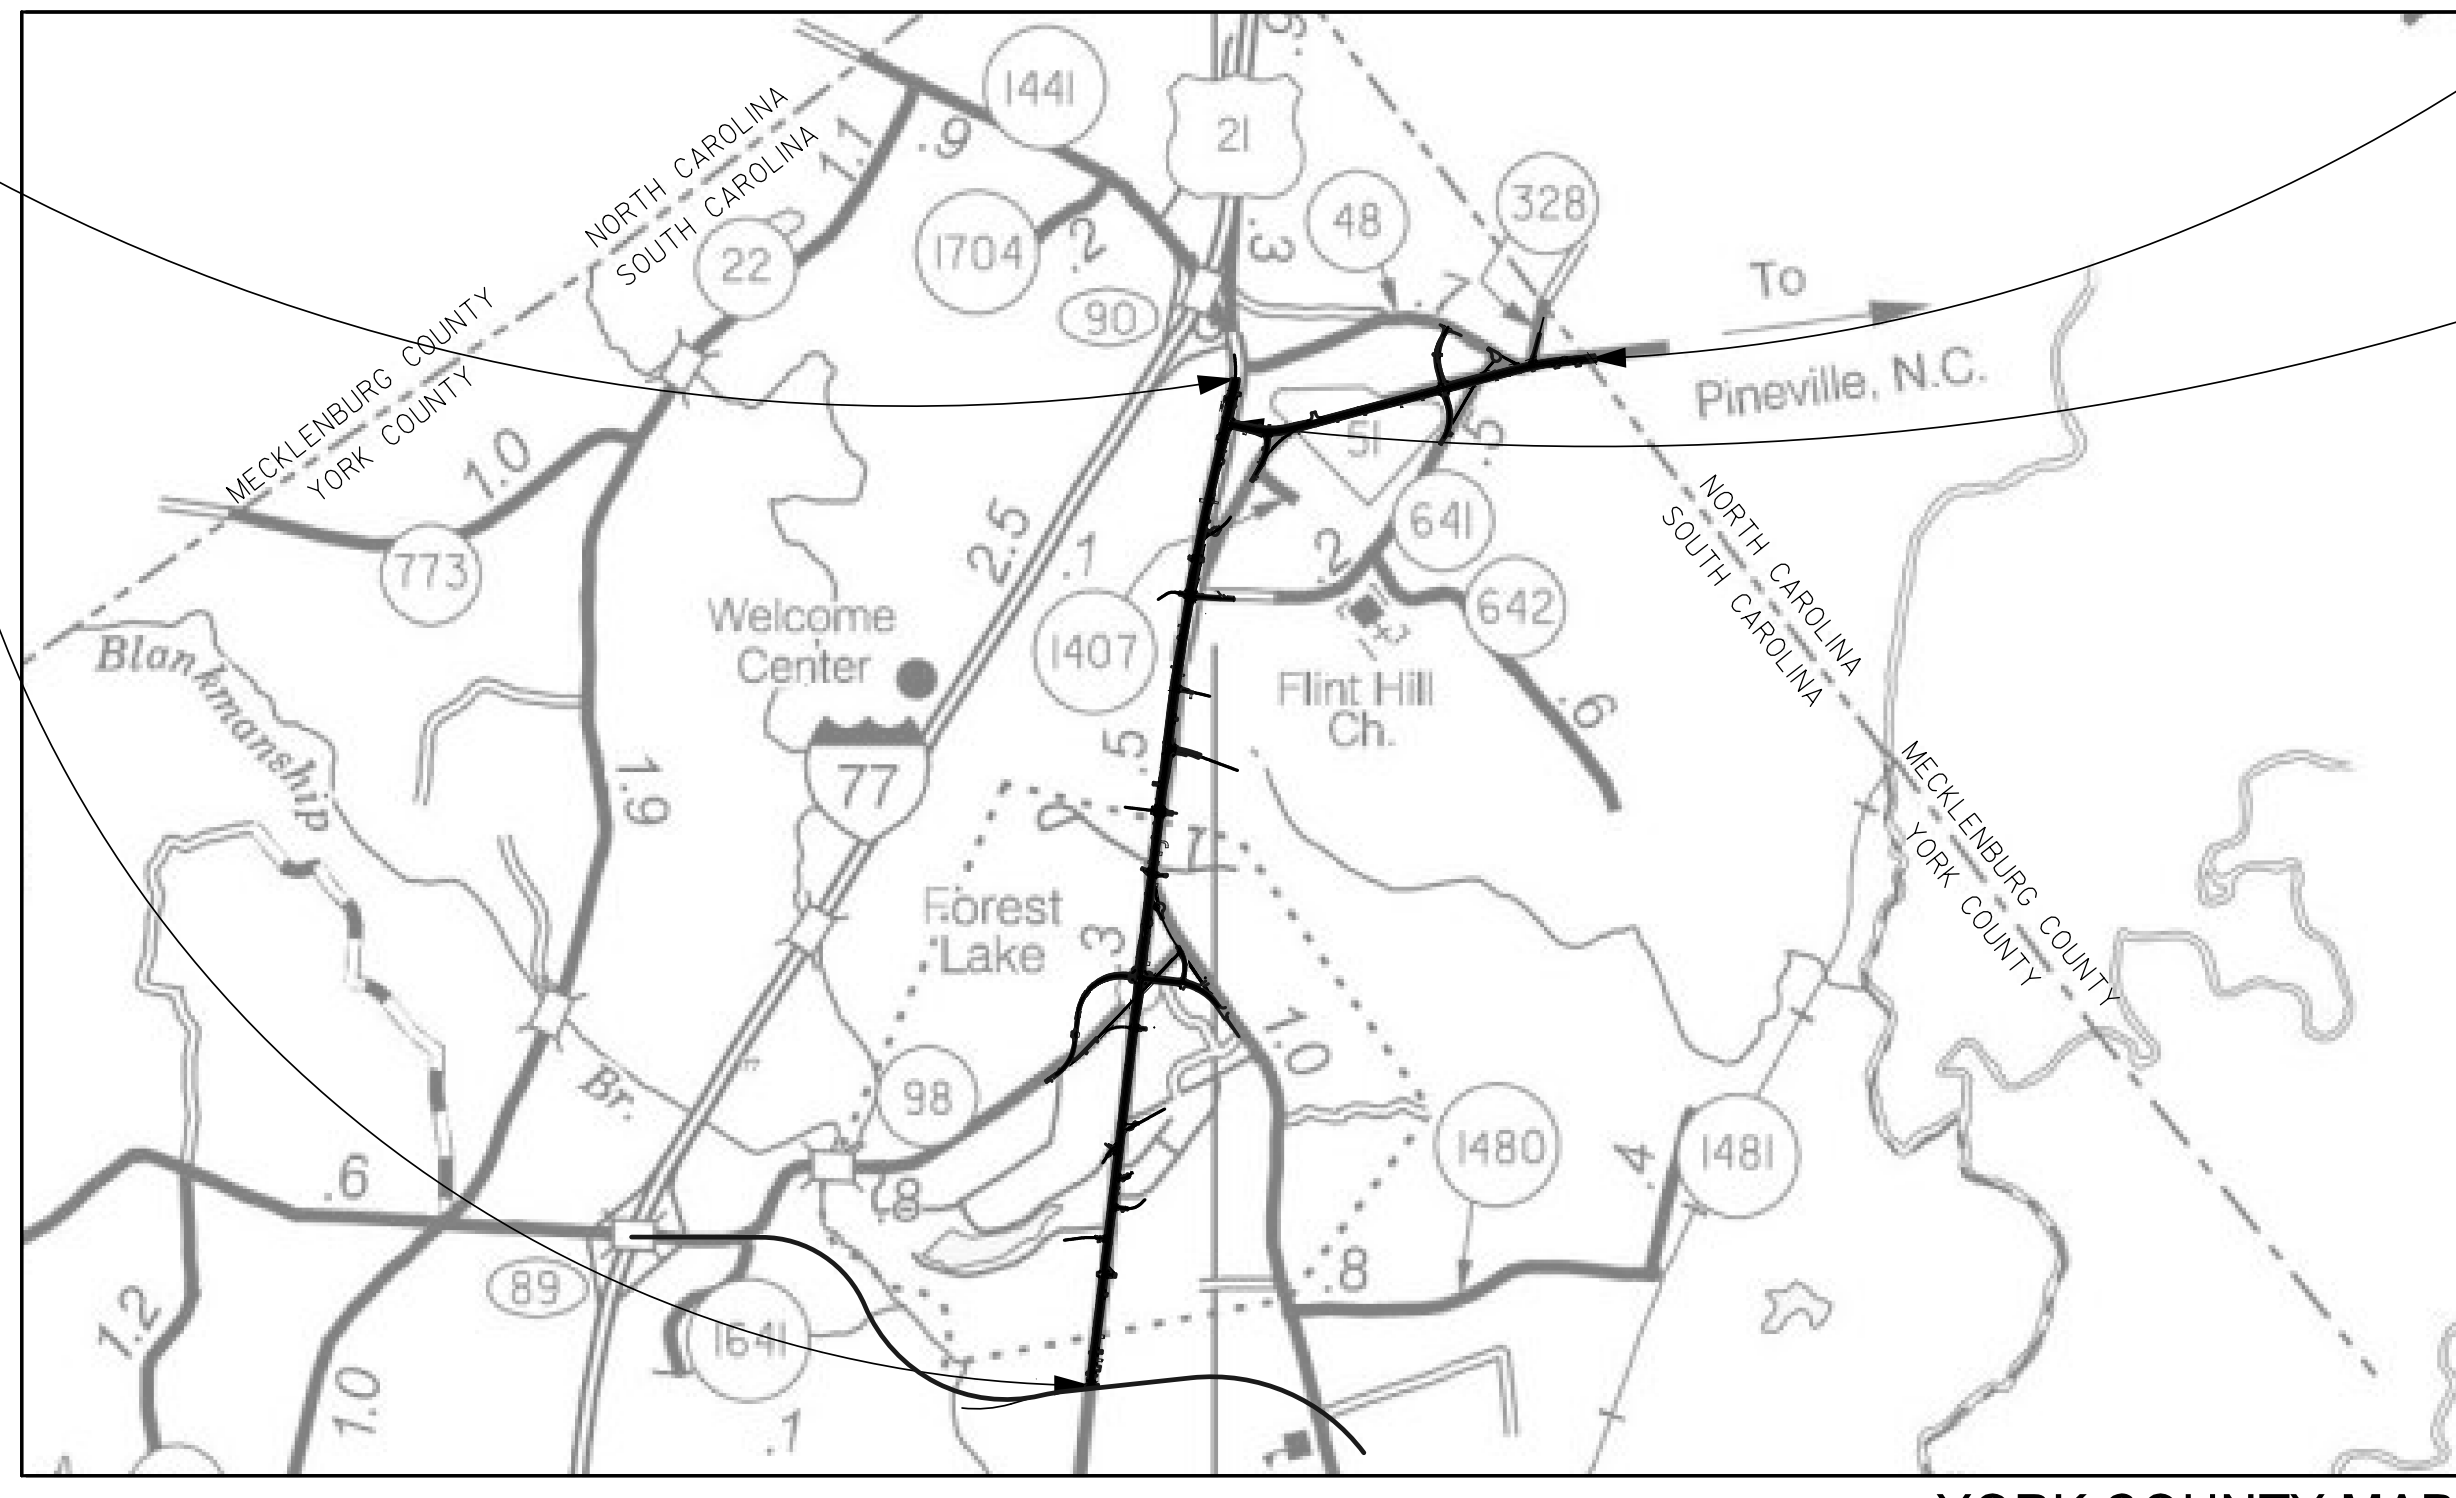 1441
21
.9
1.1
NORTH CAROLINA
SOUTH CAROLINA
22
1704
.2
.3
48
328
.7
To
Pineville, N.C.
90
MECKLENBURG COUNTY
YORK COUNTY
1.0
773
51
.5
641
2.5
.1
.2
642
NORTH CAROLINA
SOUTH CAROLINA
Welcome
Center
1407
Flint Hill
Ch.
.6
Blankmanship
1.9
77
.5
MECKLENBURG COUNTY
YORK COUNTY
Forest
Lake
.3
1.0
Br.
98
1480
.4
1481
.6
.8
89
.8
1641
1.2
1.0
.1